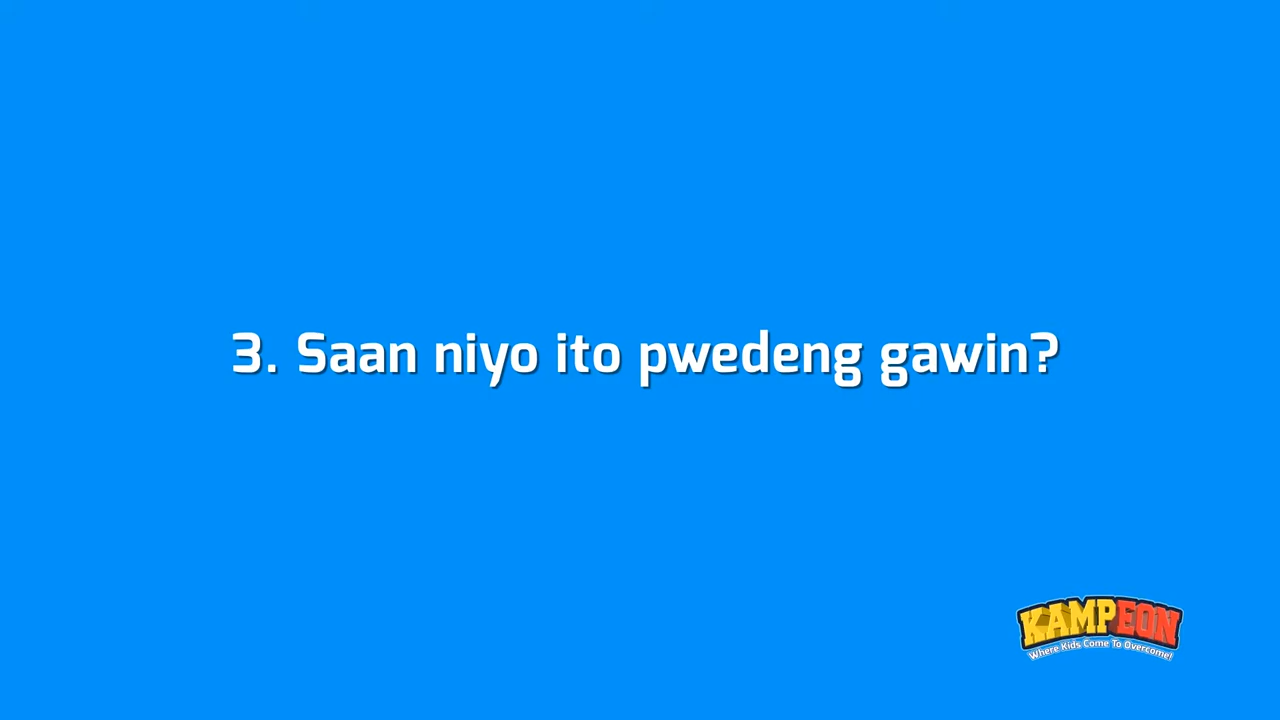 3. Saan niyo ito pwedeng gawin?
KAMPEON
Where Kids Come To Overcome!